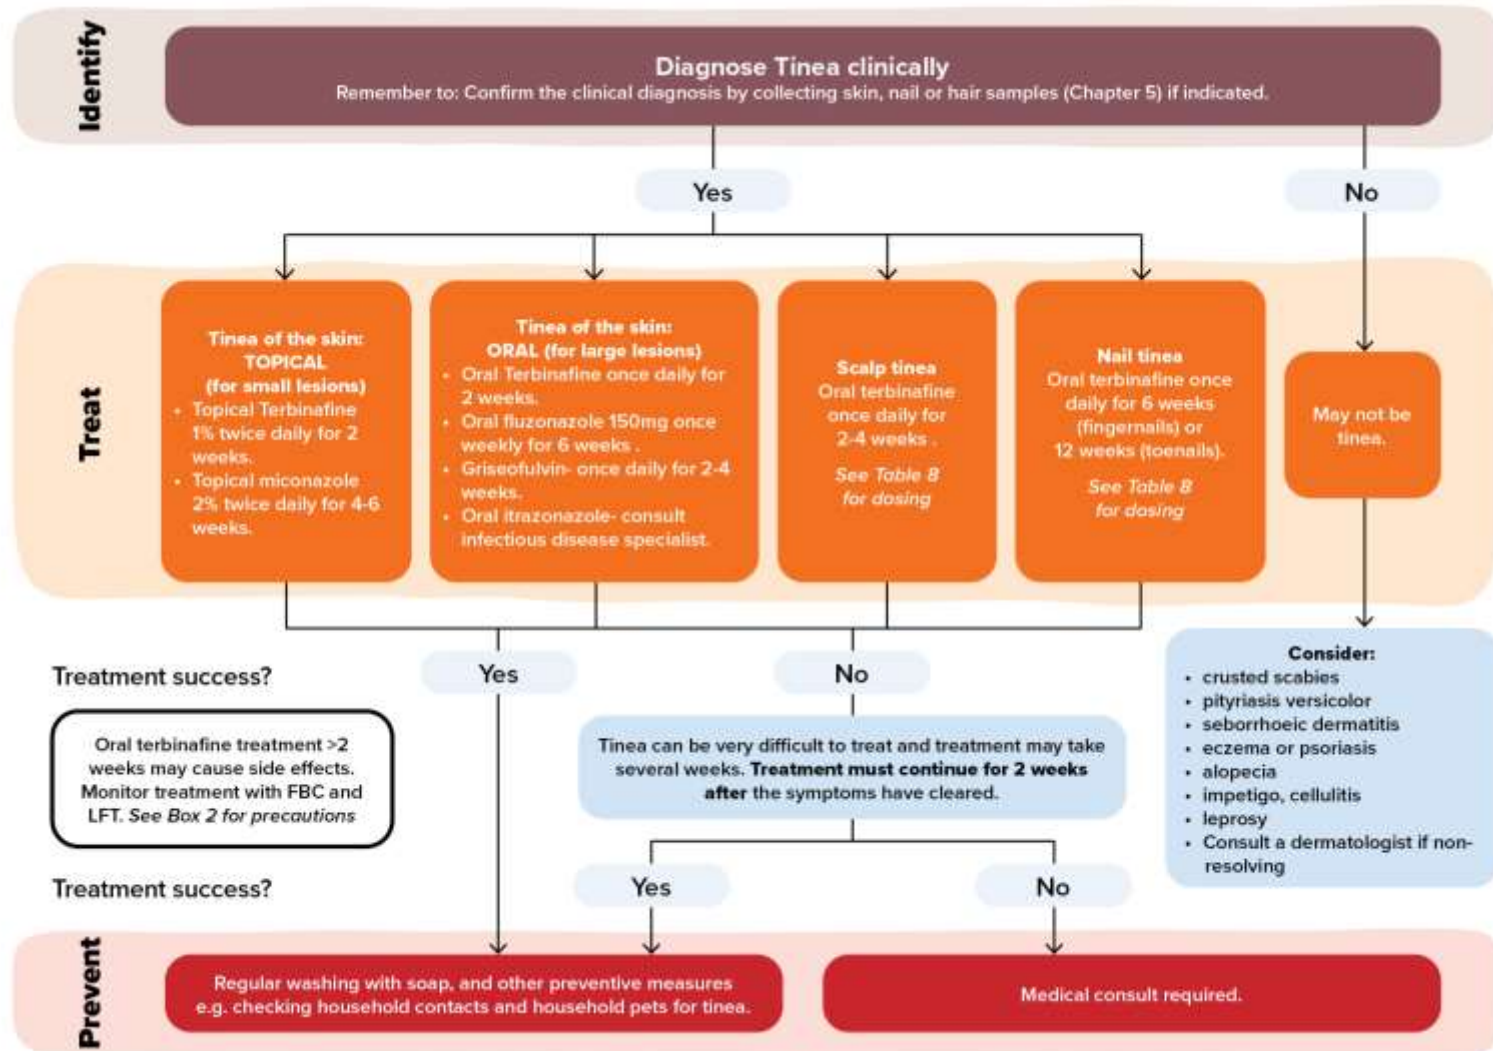 Identify
Diagnose Tinea clinically
Remember to: Confirm the clinical diagnosis by collecting skin, nail or hair samples (Chapter 5) if indicated.
Yes
No
Treat
Tinea of the skin:
TOPICAL
(for small lesions)
• Topical Terbinafine
1% twice daily for 2
weeks.
• Topical miconazole
2% twice daily for 4-6
weeks.
Tinea of the skin:
ORAL (for large lesions)
• Oral Terbinafine once daily for
2 weeks.
• Oral fluzonazole 150mg once
weekly for 6 weeks .
• Griseofulvin- once daily for 2-4
weeks.
• Oral itrazonazole- consult
infectious disease specialist.
Scalp tinea
Oral terbinafine
once daily for
2-4 weeks .
See Table 8
for dosing
Nail tinea
Oral terbinafine once
daily for 6 weeks
(fingernails) or
12 weeks (toenails).
See Table 8
for dosing
May not be
tinea.
Treatment success?
Yes
No
Oral terbinafine treatment >2
weeks may cause side effects.
Monitor treatment with FBC and
LFT. See Box 2 for precautions
Tinea can be very difficult to treat and treatment may take
several weeks. Treatment must continue for 2 weeks
after the symptoms have cleared.
Consider:
• crusted scabies
• pityriasis versicolor
• seborrhoeic dermatitis
• eczema or psoriasis
• alopecia
• impetigo, cellulitis
• leprosy
• Consult a dermatologist if non-
resolving
Treatment success?
Yes
No
Prevent
Regular washing with soap, and other preventive measures
e.g. checking household contacts and household pets for tinea.
Medical consult required.